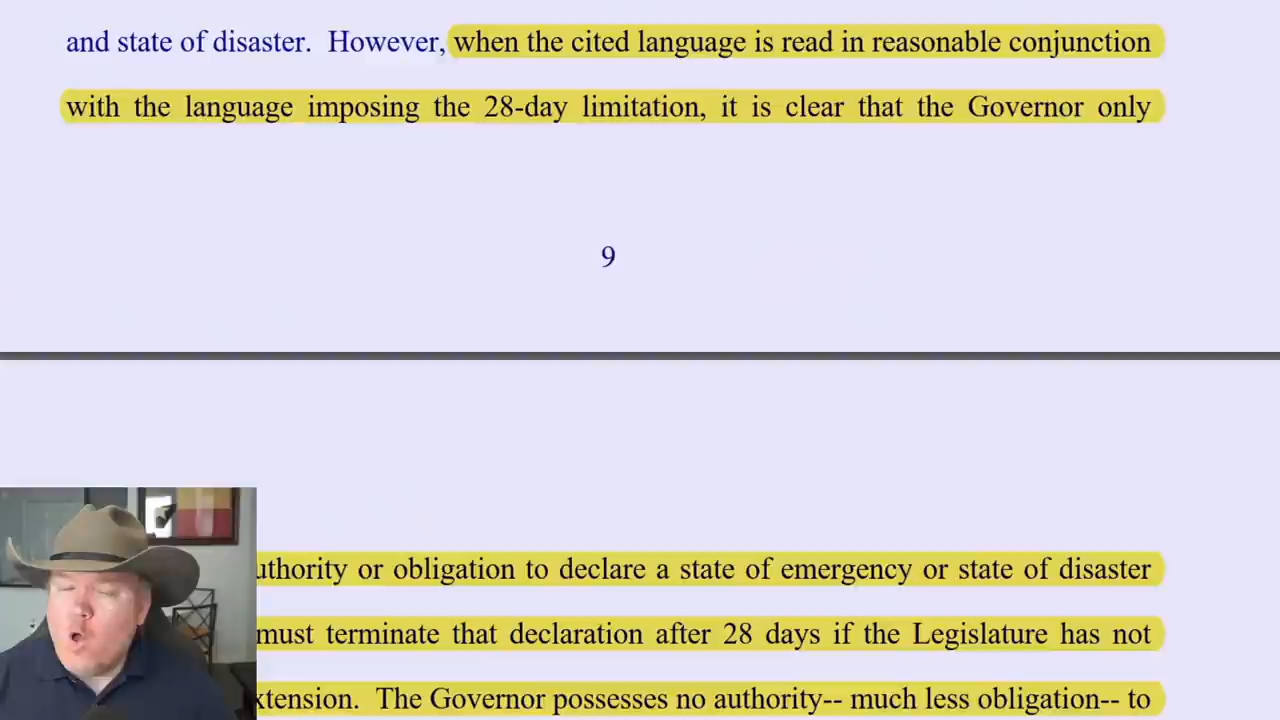 and state of disaster. However, when the cited language is read in reasonable conjunction
with the language imposing the 28-day limitation, it is clear that the Governor only
9
uthority or obligation to declare a state of emergency or state of disaster
must terminate that declaration after 28 days if the Legislature has not
xtension. The Governor possesses no authority-- much less obligation-- to